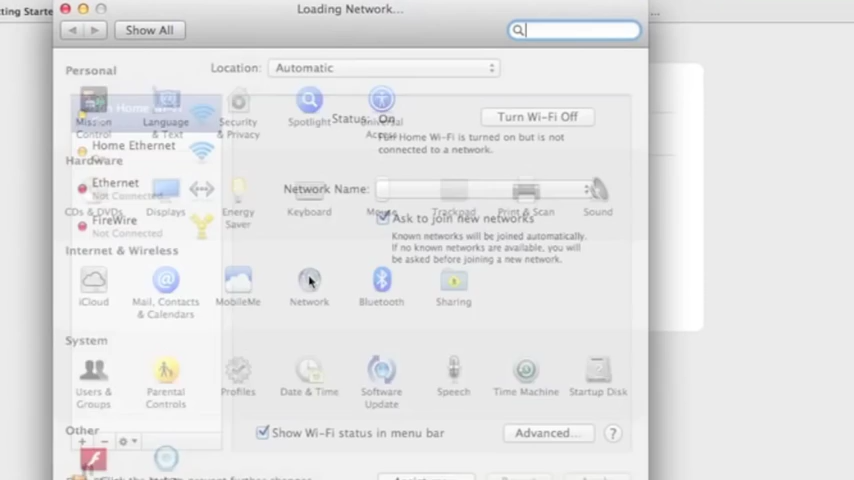 tting Starte
Loading Network...
...
Show All
Personal
Location: Automatic
Mission Control
Language & Text
Security & Privacy
Spotlight
Universal Access
Home Wi-Fi
Status: On
Turn Wi-Fi Off
Home Wi-Fi is turned on but is not connected to a network.
Home Ethernet
Hardware
Ethernet
Not Connected
CDs & DVDs
Displays
Energy Saver
Keyboard
Mouse
Trackpad
Print & Scan
Sound
Network Name:
FireWire
Not Connected
Ask to join new networks
Known networks will be joined automatically.
If no known networks are available, you will
be asked before joining a new network.
Internet & Wireless
iCloud
Mail, Contacts & Calendars
MobileMe
Network
Bluetooth
Sharing
System
Users & Groups
Parental Controls
Profiles
Date & Time
Software Update
Speech
Time Machine
Startup Disk
Other
Show Wi-Fi status in menu bar
Advanced...
?